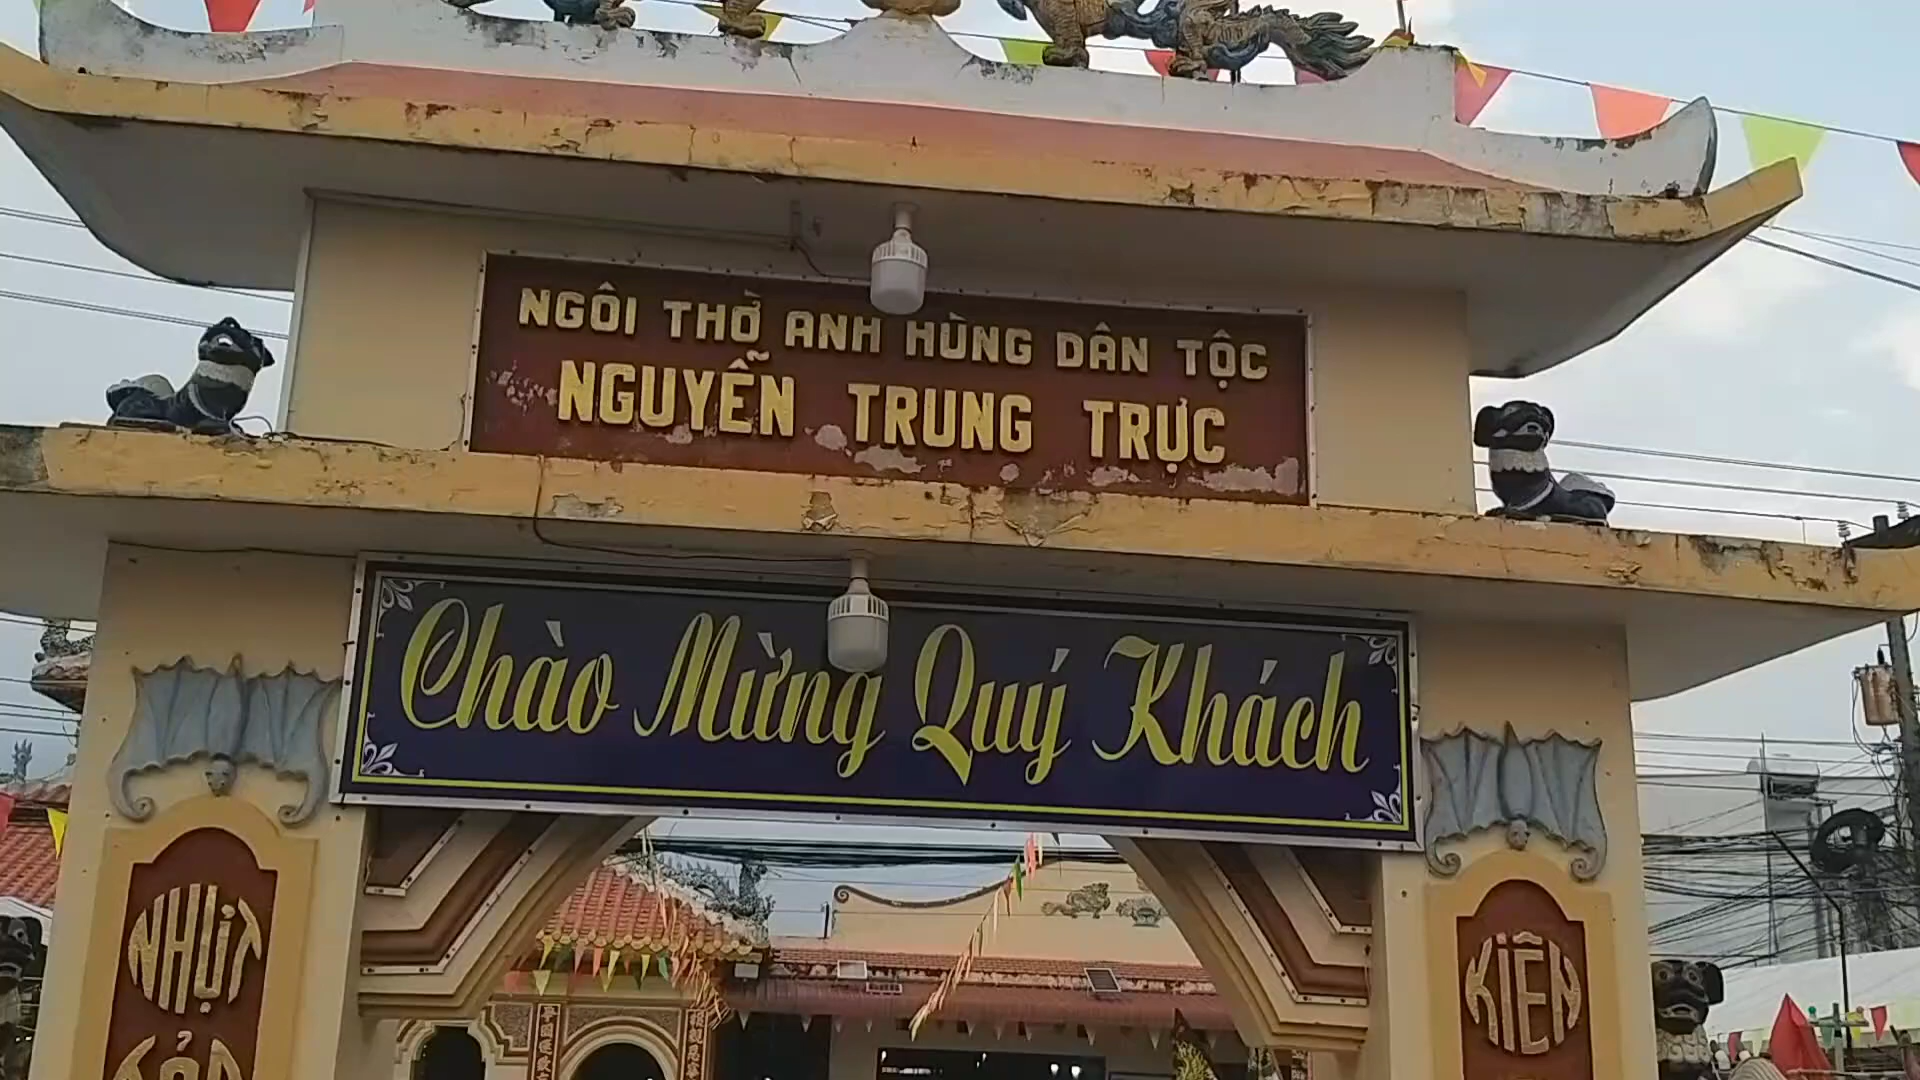 NGÔI THỜ ANH HÙNG DÂN TỘC
NGUYỄN TRUNG TRỰC
Chào Mừng Quý Khách
NHỰT
KIÊN